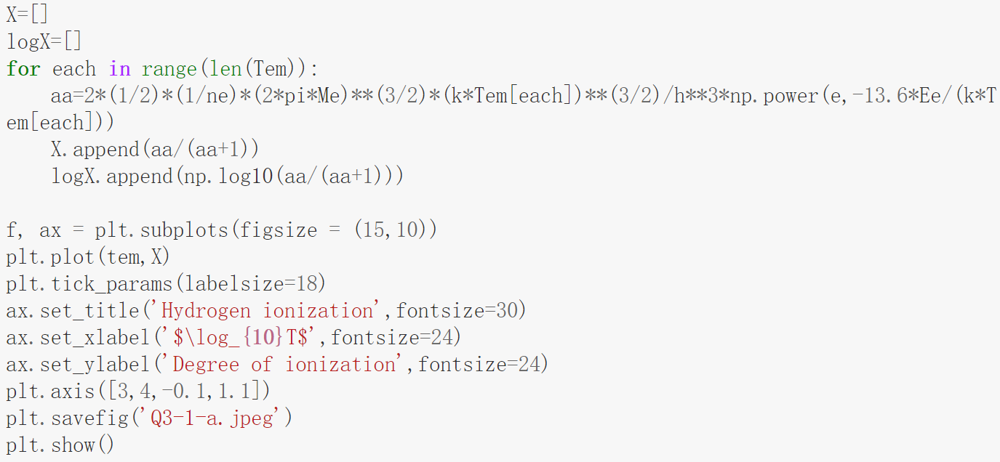 X=[]
logX=[]
for each in range(len(Tem)):
    aa=2*(1/2)*(1/ne)*(2*pi*Me)**(3/2)*(k*Tem[each])**(3/2)/h**3*np.power(e,-13.6*Ee/(k*T
em[each]))
    X.append(aa/(aa+1))
    logX.append(np.log10(aa/(aa+1)))

f, ax = plt.subplots(figsize = (15,10))
plt.plot(tem,X)
plt.tick_params(labelsize=18)
ax.set_title('Hydrogen ionization',fontsize=30)
ax.set_xlabel('$\log_{10}T$',fontsize=24)
ax.set_ylabel('Degree of ionization',fontsize=24)
plt.axis([3,4,-0.1,1.1])
plt.savefig('Q3-1-a.jpeg')
plt.show()